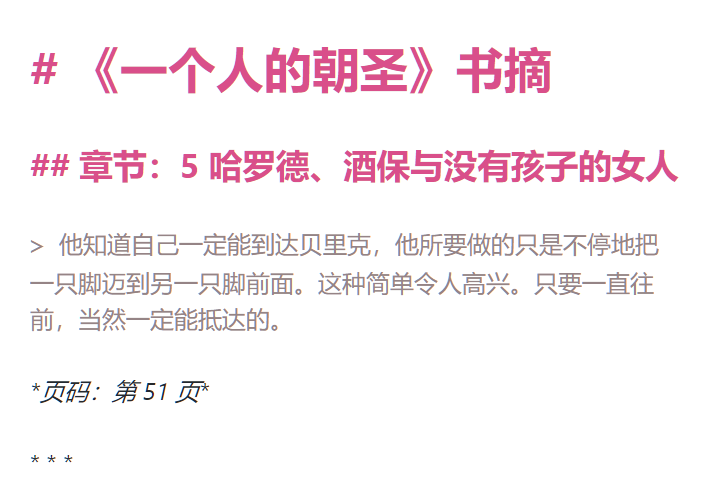 # 《一个人的朝圣》书摘
## 章节：5 哈罗德、酒保与没有孩子的女人
> 他知道自己一定能到达贝里克，他所要做的只是不停地把
一只脚迈到另一只脚前面。这种简单令人高兴。只要一直往
前，当然一定能抵达的。
*页码：第 51 页*
* * *